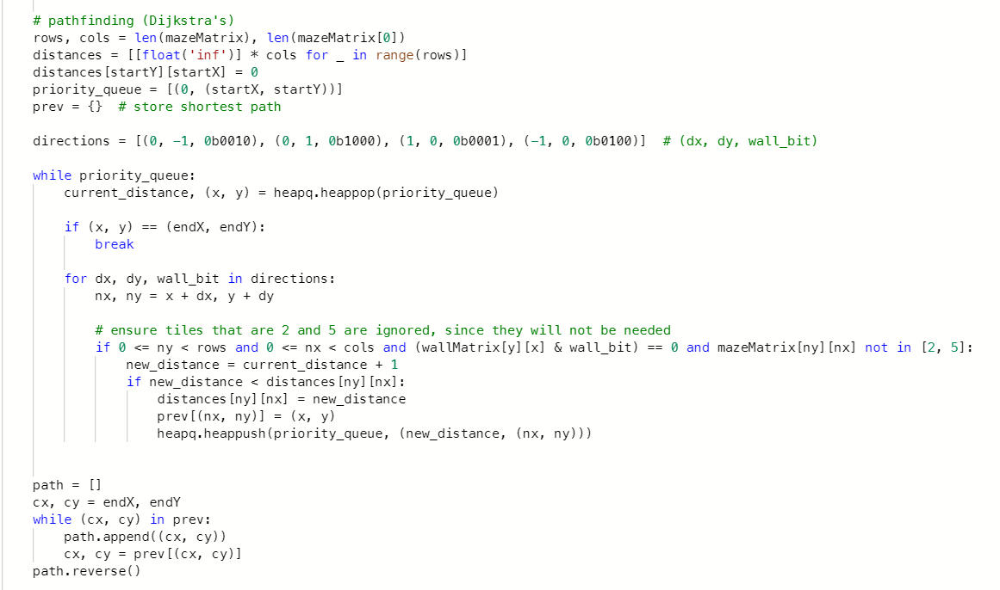 # pathfinding (Dijkstra's)
rows, cols = len(mazeMatrix), len(mazeMatrix[0])
distances = [[float('inf')] * cols for _ in range(rows)]
distances[startY][startX] = 0
priority_queue = [(0, (startX, startY))]
prev = {}  # store shortest path

directions = [(0, -1, 0b0010), (0, 1, 0b1000), (1, 0, 0b0001), (-1, 0, 0b0100)]  # (dx, dy, wall_bit)

while priority_queue:
    current_distance, (x, y) = heapq.heappop(priority_queue)

    if (x, y) == (endX, endY):
        break

    for dx, dy, wall_bit in directions:
        nx, ny = x + dx, y + dy

        # ensure tiles that are 2 and 5 are ignored, since they will not be needed
        if 0 <= ny < rows and 0 <= nx < cols and (wallMatrix[y][x] & wall_bit) == 0 and mazeMatrix[ny][nx] not in [2, 5]:
            new_distance = current_distance + 1
            if new_distance < distances[ny][nx]:
                distances[ny][nx] = new_distance
                prev[(nx, ny)] = (x, y)
                heapq.heappush(priority_queue, (new_distance, (nx, ny)))


path = []
cx, cy = endX, endY
while (cx, cy) in prev:
    path.append((cx, cy))
    cx, cy = prev[(cx, cy)]
path.reverse()